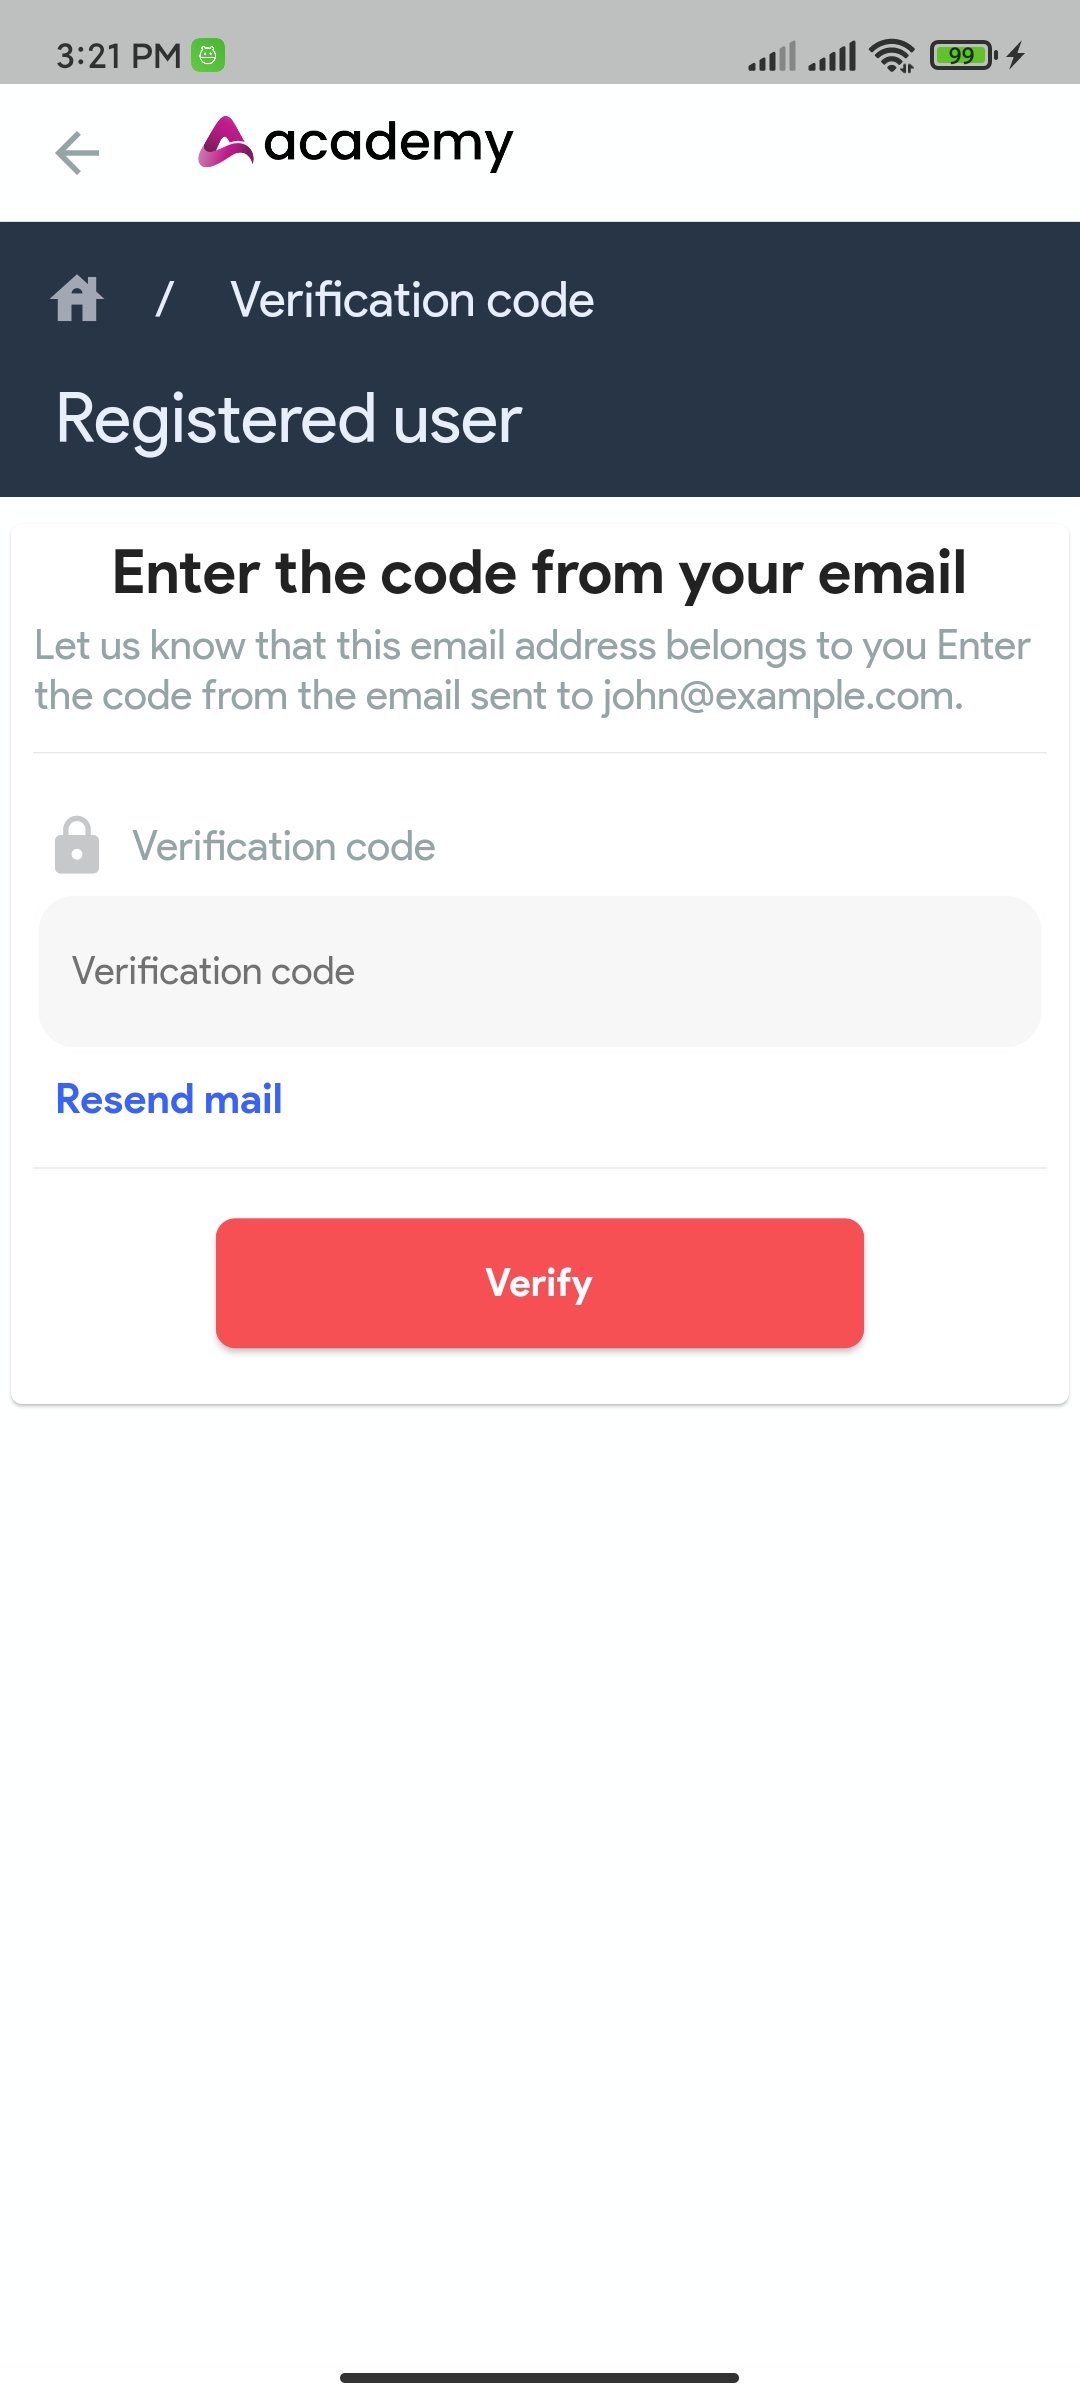 3:21 PM
99
academy
/ Verification code
Registered user
Enter the code from your email
Let us know that this email address belongs to you Enter
the code from the email sent to john@example.com.
Verification code
Verification code
Resend mail
Verify